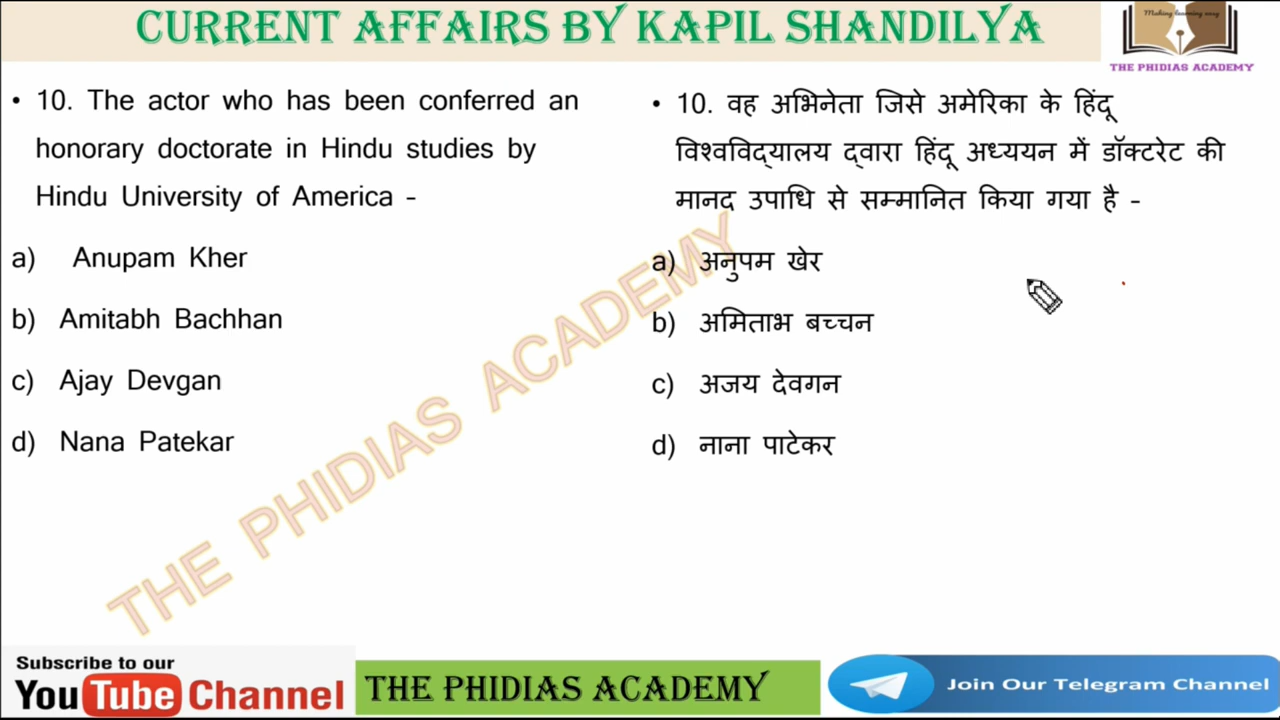 CURRENT AFFAIRS BY KAPIL SHANDILYA
Making learning easy
THE PHIDIAS ACADEMY
• 10. The actor who has been conferred an
honorary doctorate in Hindu studies by
Hindu University of America -
a) Anupam Kher
b) Amitabh Bachhan
c) Ajay Devgan
d) Nana Patekar
• 10. वह अभिनेता जिसे अमेरिका के हिंदू
विश्वविद्यालय द्वारा हिंदू अध्ययन में डॉक्टरेट की
मानद उपाधि से सम्मानित किया गया है -
a) अनुपम खेर
b) अमिताभ बच्चन
c) अजय देवगन
d) नाना पाटेकर
THE PHIDIAS ACADEMY
Subscribe to our
YouTube Channel
THE PHIDIAS ACADEMY
Join Our Telegram Channel